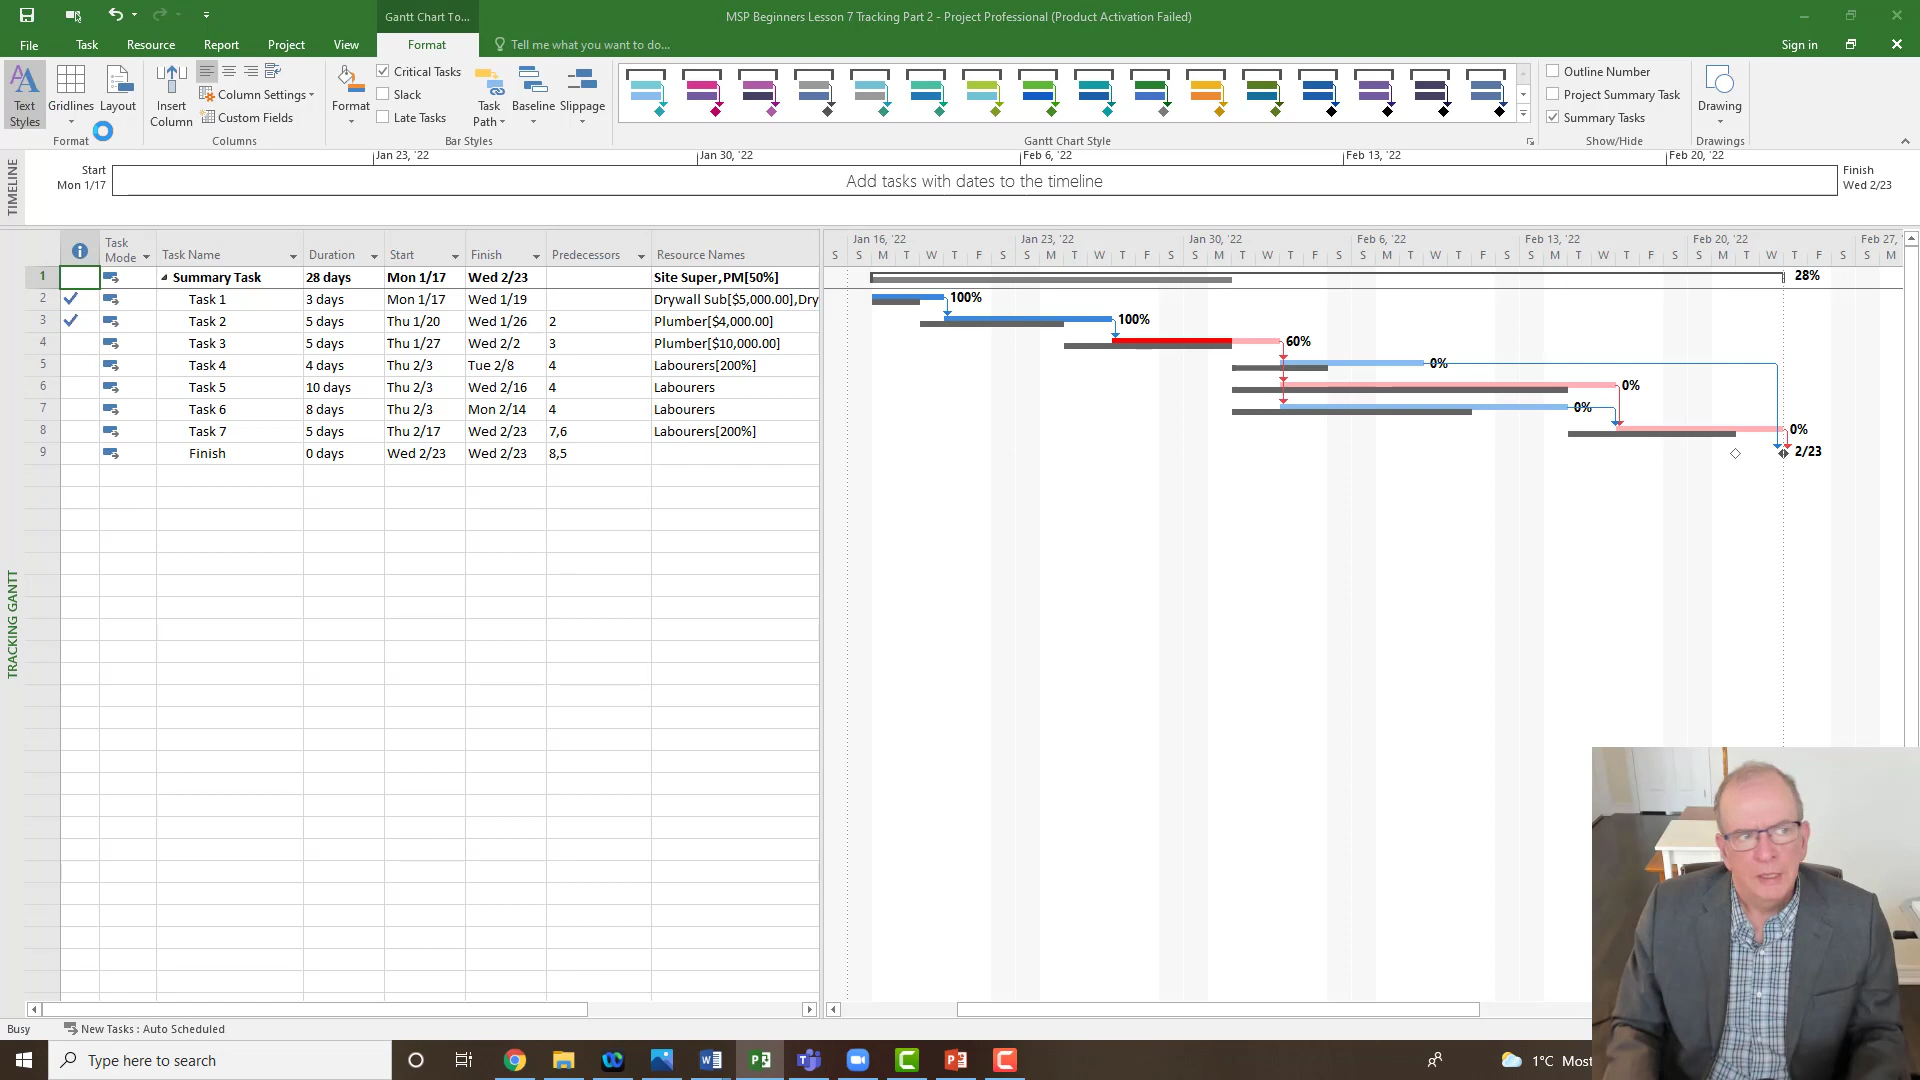 Gantt Chart To...
MSP Beginners Lesson 7 Tracking Part 2 - Project Professional (Product Activation Failed)
File Task Resource Report Project View Format Tell me what you want to do... Sign in
Text Styles
Gridlines
Layout
Format
Insert Column
Column Settings
Custom Fields
Columns
Format
Critical Tasks
Slack
Late Tasks
Task Path
Baseline
Slippage
Bar Styles
Gantt Chart Style
Outline Number
Project Summary Task
Summary Tasks
Show/Hide
Drawing
Drawings
TIMELINE
Jan 23, '22 Jan 30, '22 Feb 6, '22 Feb 13, '22 Feb 20, '22
Start
Mon 1/17
Add tasks with dates to the timeline
Finish
Wed 2/23
TRACKING GANTT
Task Mode Task Name Duration Start Finish Predecessors Resource Names
Jan 16, '22 Jan 23, '22 Jan 30, '22 Feb 6, '22 Feb 13, '22 Feb 20, '22 Feb 27,
S S M T W T F S S M T W T F S S M T W T F S S M T W T F S S M T W T F S S M T W T F S S M
1 Summary Task 28 days Mon 1/17 Wed 2/23 Site Super,PM[50%] 28%
2 Task 1 3 days Mon 1/17 Wed 1/19 Drywall Sub[$5,000.00],Dry 100%
3 Task 2 5 days Thu 1/20 Wed 1/26 2 Plumber[$4,000.00] 100%
4 Task 3 5 days Thu 1/27 Wed 2/2 3 Plumber[$10,000.00] 60%
5 Task 4 4 days Thu 2/3 Tue 2/8 4 Labourers[200%] 0%
6 Task 5 10 days Thu 2/3 Wed 2/16 4 Labourers 0%
7 Task 6 8 days Thu 2/3 Mon 2/14 4 Labourers 0%
8 Task 7 5 days Thu 2/17 Wed 2/23 7,6 Labourers[200%] 0%
9 Finish 0 days Wed 2/23 Wed 2/23 8,5 2/23
Busy New Tasks : Auto Scheduled
Type here to search
1°C Most